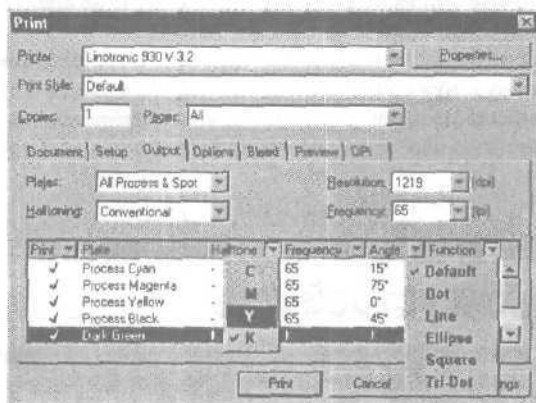 Print
Printer: Linotronic 930 V 3.2 Properties...
Print Style: Default
Copies: 1 Pages: All
Document Setup Output Options Bleed Preview OPI
Plates: All Process & Spot Resolution: 1219 (dpi)
Halftoning: Conventional Frequency: 65 (lpi)
Print Plate Halftone Frequency Angle Function
Process Cyan - C 65 15° Default
Process Magenta - M 65 75° Dot
Process Yellow - Y 65 0° Line
Process Black - 65 45° Ellipse
Dark Green K
Square
Print Cancel Tri-Dot ngs